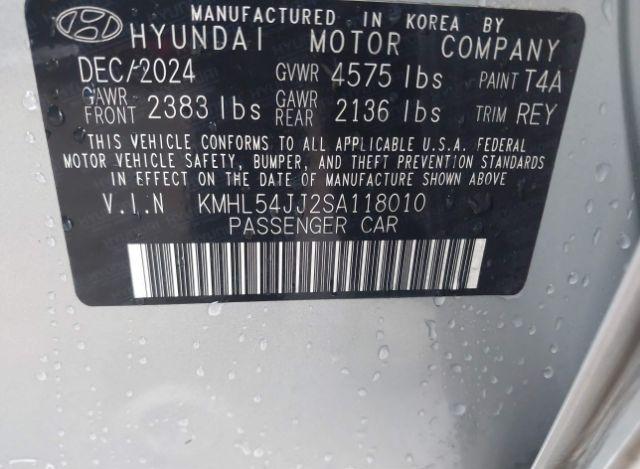 MANUFACTURED IN KOREA BY
HYUNDAI MOTOR COMPANY
DEC/2024 GVWR 4575 lbs PAINT T4A
GAWR FRONT 2383 lbs GAWR REAR 2136 lbs TRIM REY
THIS VEHICLE CONFORMS TO ALL APPLICABLE U.S.A. FEDERAL
MOTOR VEHICLE SAFETY, BUMPER, AND THEFT PREVENTION STANDARDS
IN EFFECT ON THE DATE OF MANUFACTURE SHOWN ABOVE
V.I.N KMHL54JJ2SA118010
PASSENGER CAR